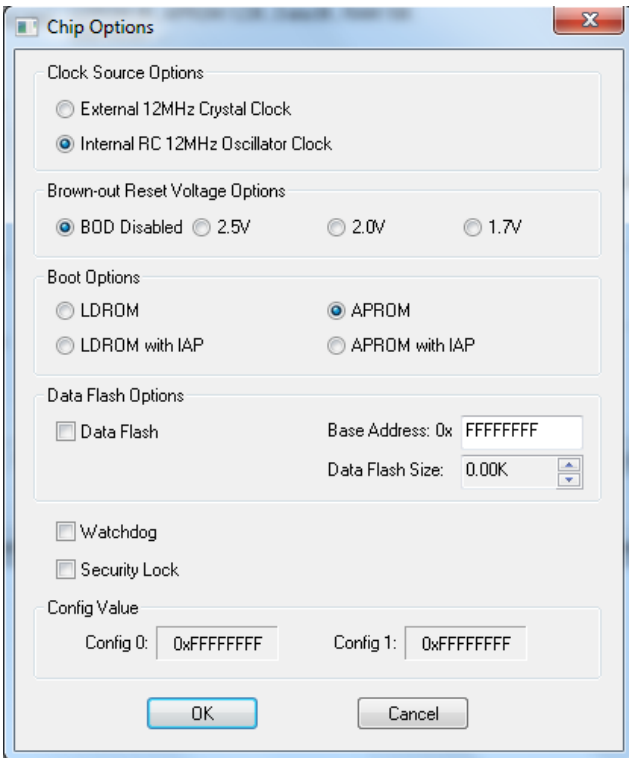 Chip Options
Clock Source Options
External 12MHz Crystal Clock
Internal RC 12MHz Oscillator Clock
Brown-out Reset Voltage Options
BOD Disabled 2.5V 2.0V 1.7V
Boot Options
LDROM APROM
LDROM with IAP APROM with IAP
Data Flash Options
Data Flash Base Address: 0x FFFFFFFF
Data Flash Size: 0.00K
Watchdog
Security Lock
Config Value
Config 0: 0xFFFFFFFF Config 1: 0xFFFFFFFF
OK Cancel